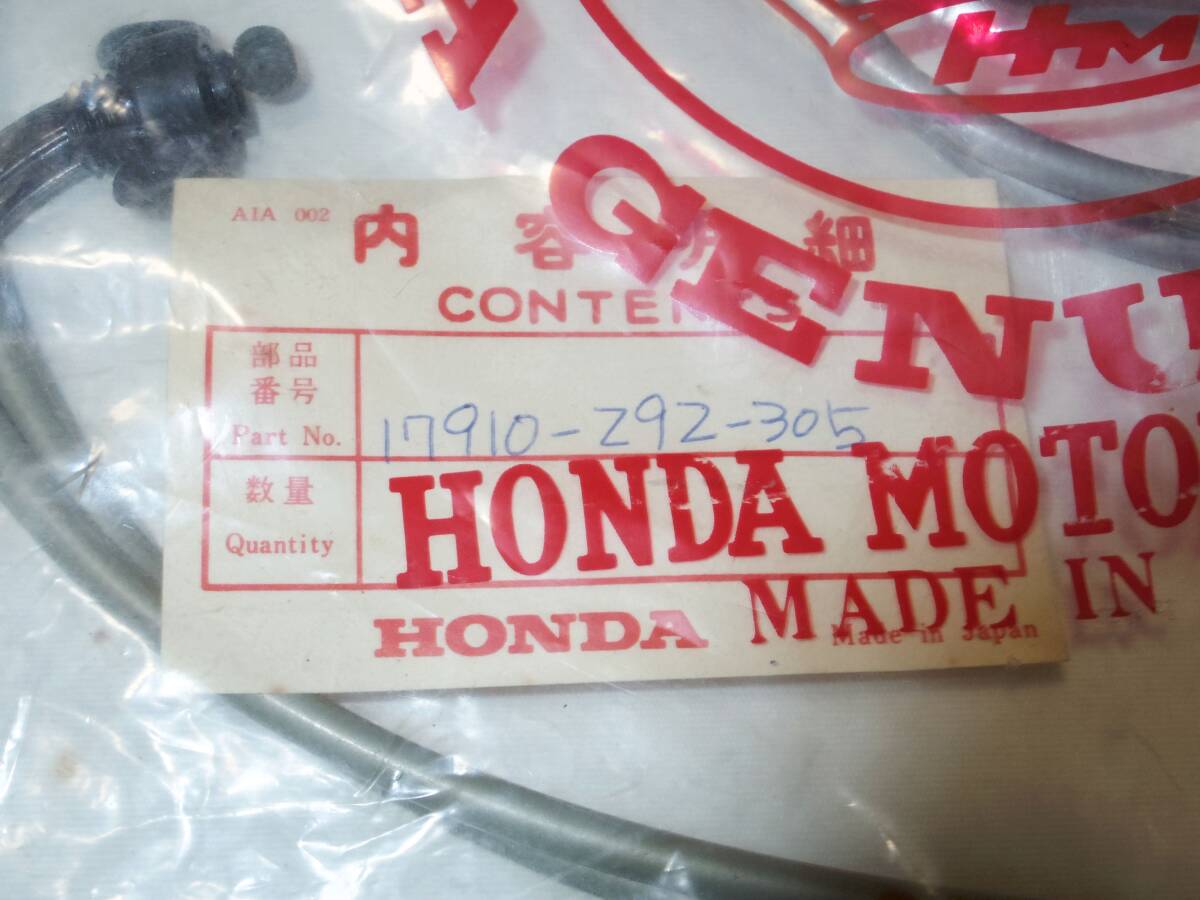 HM
GENU
AIA 002
内容 細
CONTENTS
部品
番号
Part No.
17910-292-305
数量
Quantity
HONDA MOTO
MADE IN
HONDA
Made in Japan